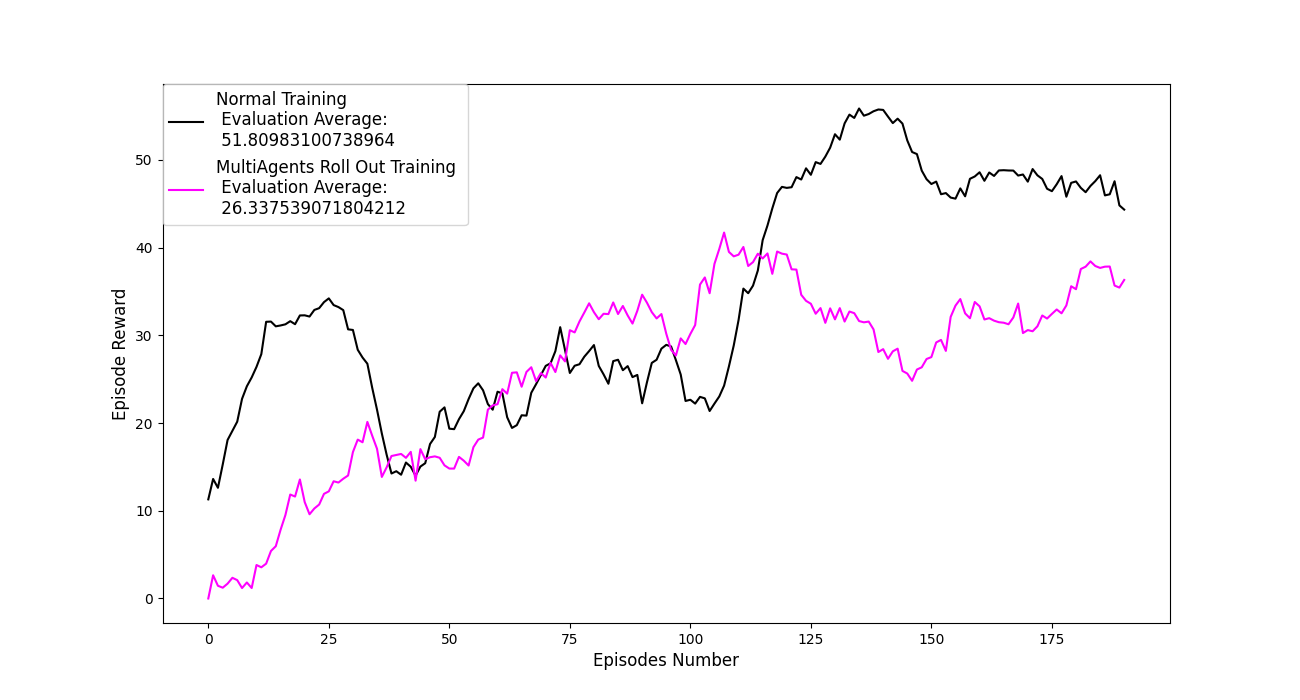 Normal Training
Evaluation Average:
51.80983100738964
MultiAgents Roll Out Training
Evaluation Average:
26.337539071804212
50
40
30
20
10
0
Episode Reward
0 25 50 75 100 125 150 175
Episodes Number